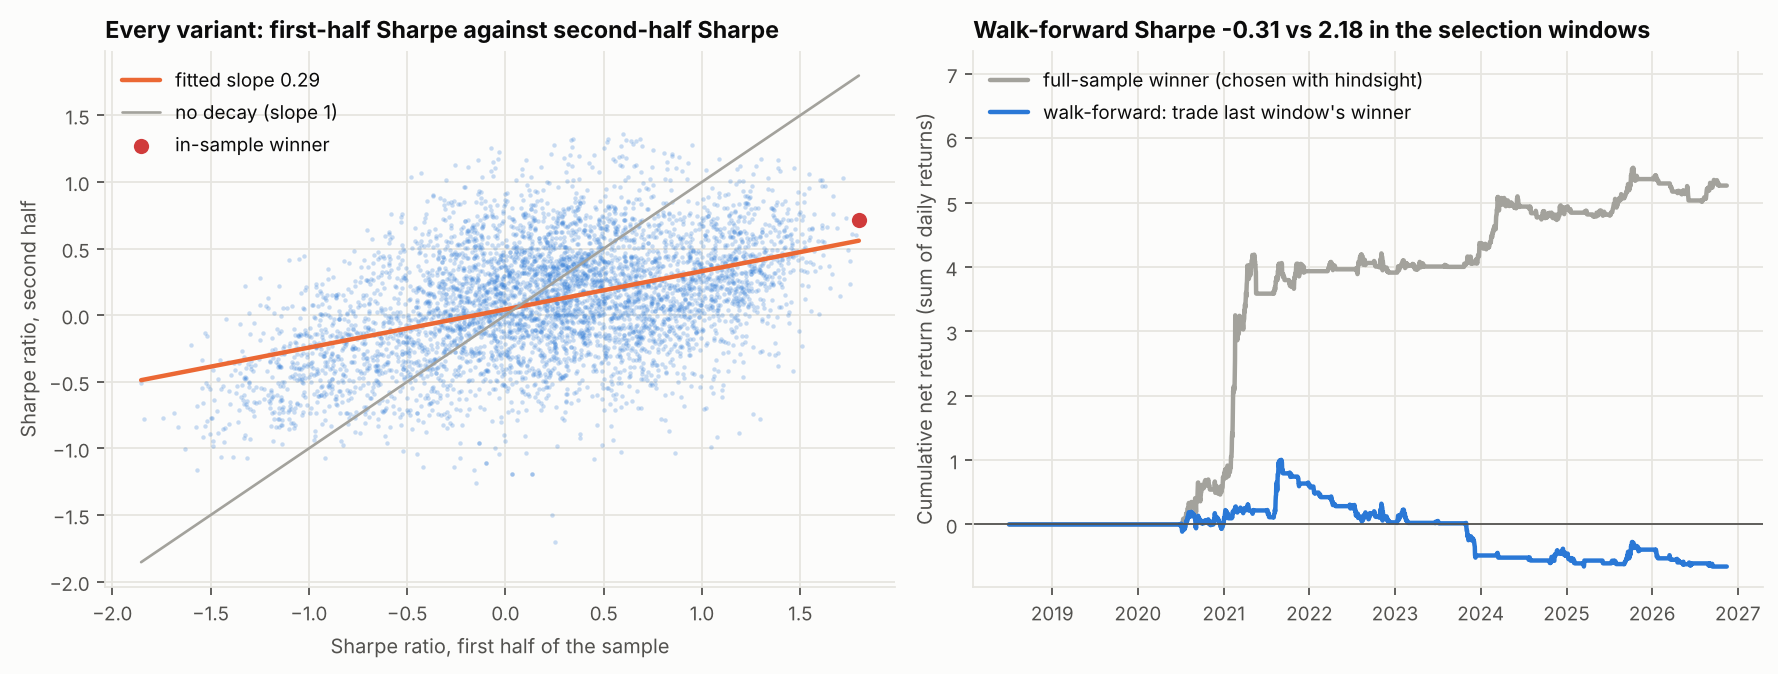 Every variant: first-half Sharpe against second-half Sharpe
fitted slope 0.29
no decay (slope 1)
in-sample winner
Sharpe ratio, second half
1.5
1.0
0.5
0.0
−0.5
−1.0
−1.5
−2.0
−2.0 −1.5 −1.0 −0.5 0.0 0.5 1.0 1.5
Sharpe ratio, first half of the sample
Walk-forward Sharpe -0.31 vs 2.18 in the selection windows
full-sample winner (chosen with hindsight)
walk-forward: trade last window's winner
Cumulative net return (sum of daily returns)
7
6
5
4
3
2
1
0
2019 2020 2021 2022 2023 2024 2025 2026 2027